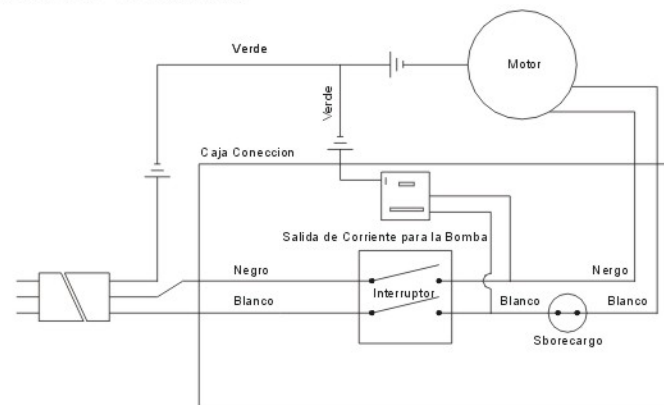 Verde
Motor
Verde
Caja Coneccion
Salida de Corriente para la Bomba
Negro
Nergo
Interruptor
Blanco
Blanco
Blanco
Sborecargo